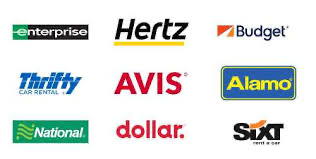 enterprise
Hertz
Budget®
Thrifty
CAR RENTAL
AVIS®
Alamo®
National®
dollar®
SIXT
rent a car